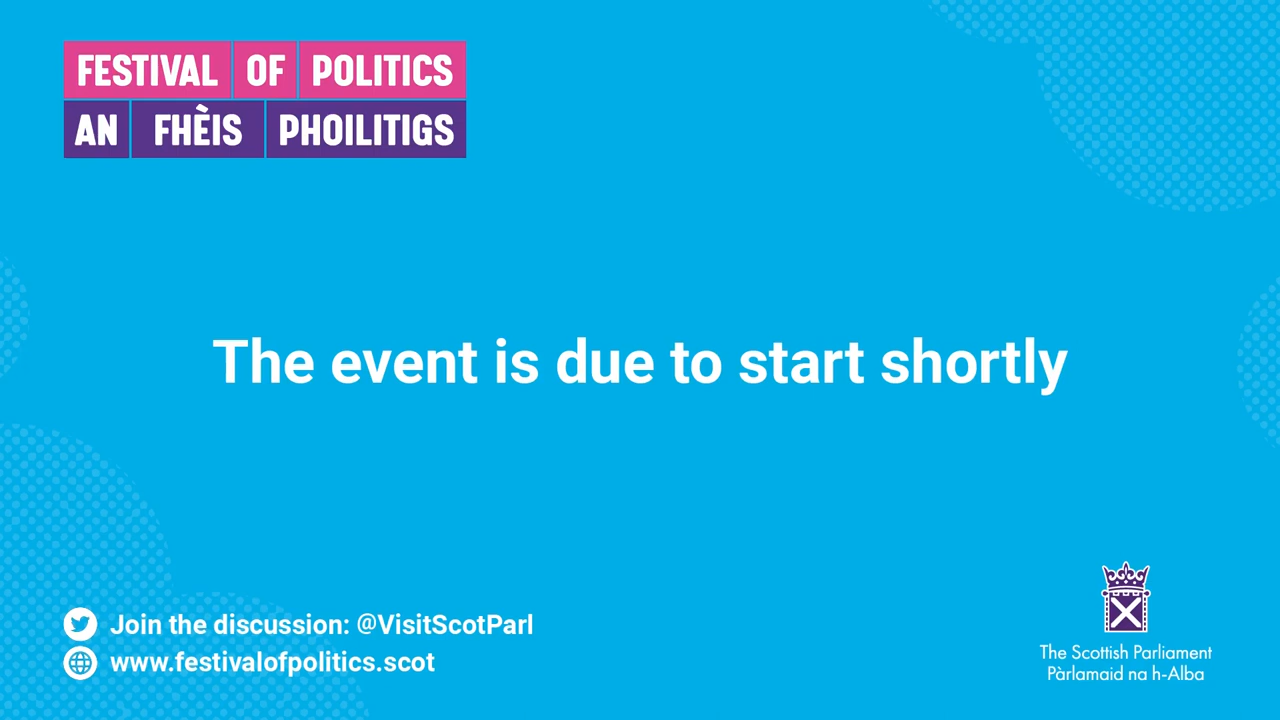 FESTIVAL OF POLITICS
AN FHÈIS PHOILITIGS
The event is due to start shortly
Join the discussion: @VisitScotParl
www.festivalofpolitics.scot
The Scottish Parliament
Pàrlamaid na h-Alba